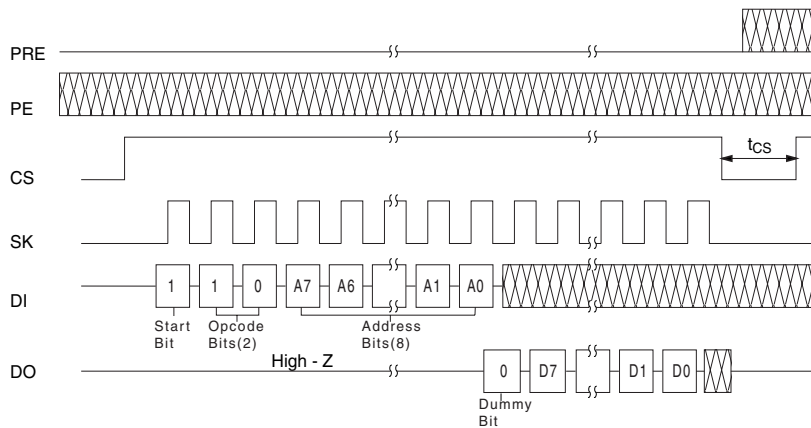 PRE
PE
tCS
CS
SK
1 1 0 A7 A6 A1 A0
DI
Start Bit
Opcode Bits(2)
Address Bits(8)
High - Z
DO
0 D7 D1 D0
Dummy Bit